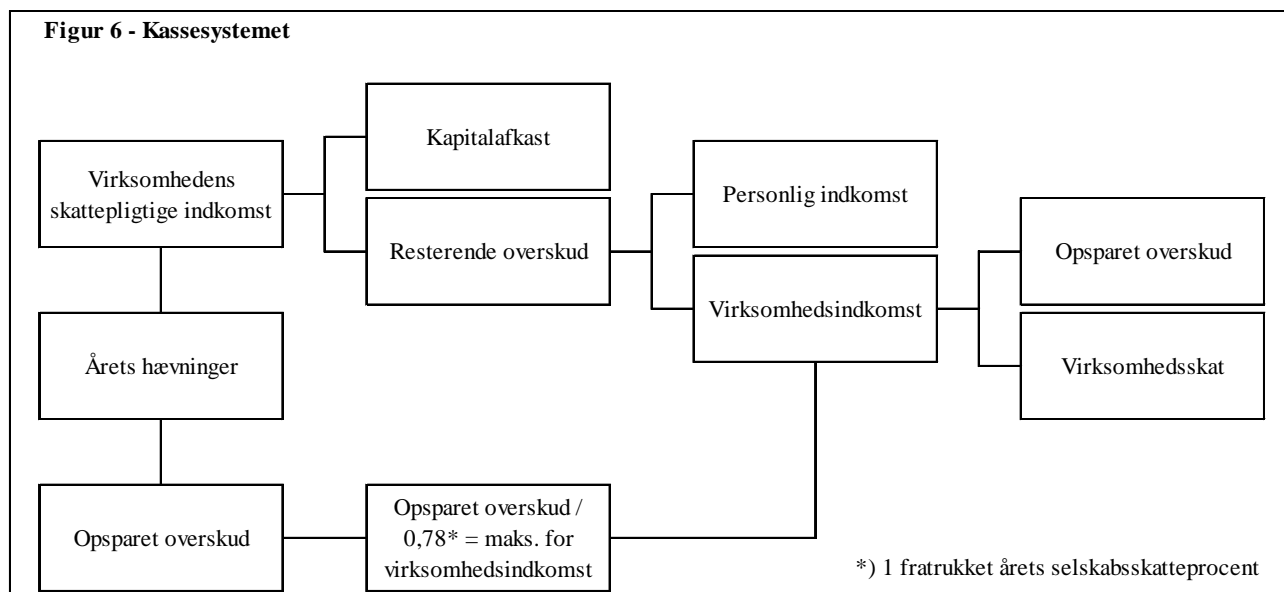 Figur 6 - Kassesystemet
Virksomhedens
skattepligtige indkomst
Kapitalafkast
Resterende overskud
Personlig indkomst
Virksomhedsindkomst
Opsparet overskud
Virksomhedsskat
Årets hævninger
Opsparet overskud
Opsparet overskud /
0,78* = maks. for
virksomhedsindkomst
*) 1 fratrukket årets selskabsskatteprocent